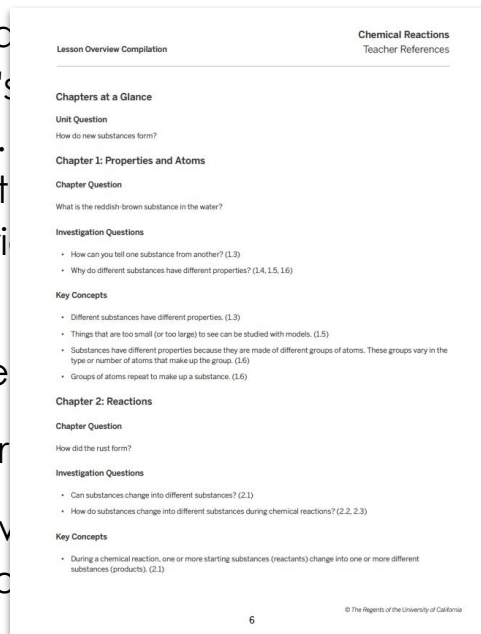 Chemical Reactions
Lesson Overview Compilation
Teacher References
Chapters at a Glance
Unit Question
How do new substances form?
Chapter 1: Properties and Atoms
Chapter Question
What is the reddish-brown substance in the water?
Investigation Questions
• How can you tell one substance from another? (1.3)
• Why do different substances have different properties? (1.4, 1.5, 1.6)
Key Concepts
• Different substances have different properties. (1.3)
• Things that are too small (or too large) to see can be studied with models. (1.5)
• Substances have different properties because they are made of different groups of atoms. These groups vary in the
type or number of atoms that make up the group. (1.6)
• Groups of atoms repeat to make up a substance. (1.6)
Chapter 2: Reactions
Chapter Question
How did the rust form?
Investigation Questions
• Can substances change into different substances? (2.1)
• How do substances change into different substances during chemical reactions? (2.2, 2.3)
Key Concepts
• During a chemical reaction, one or more starting substances (reactants) change into one or more different
substances (products). (2.1)
© The Regents of the University of California
6